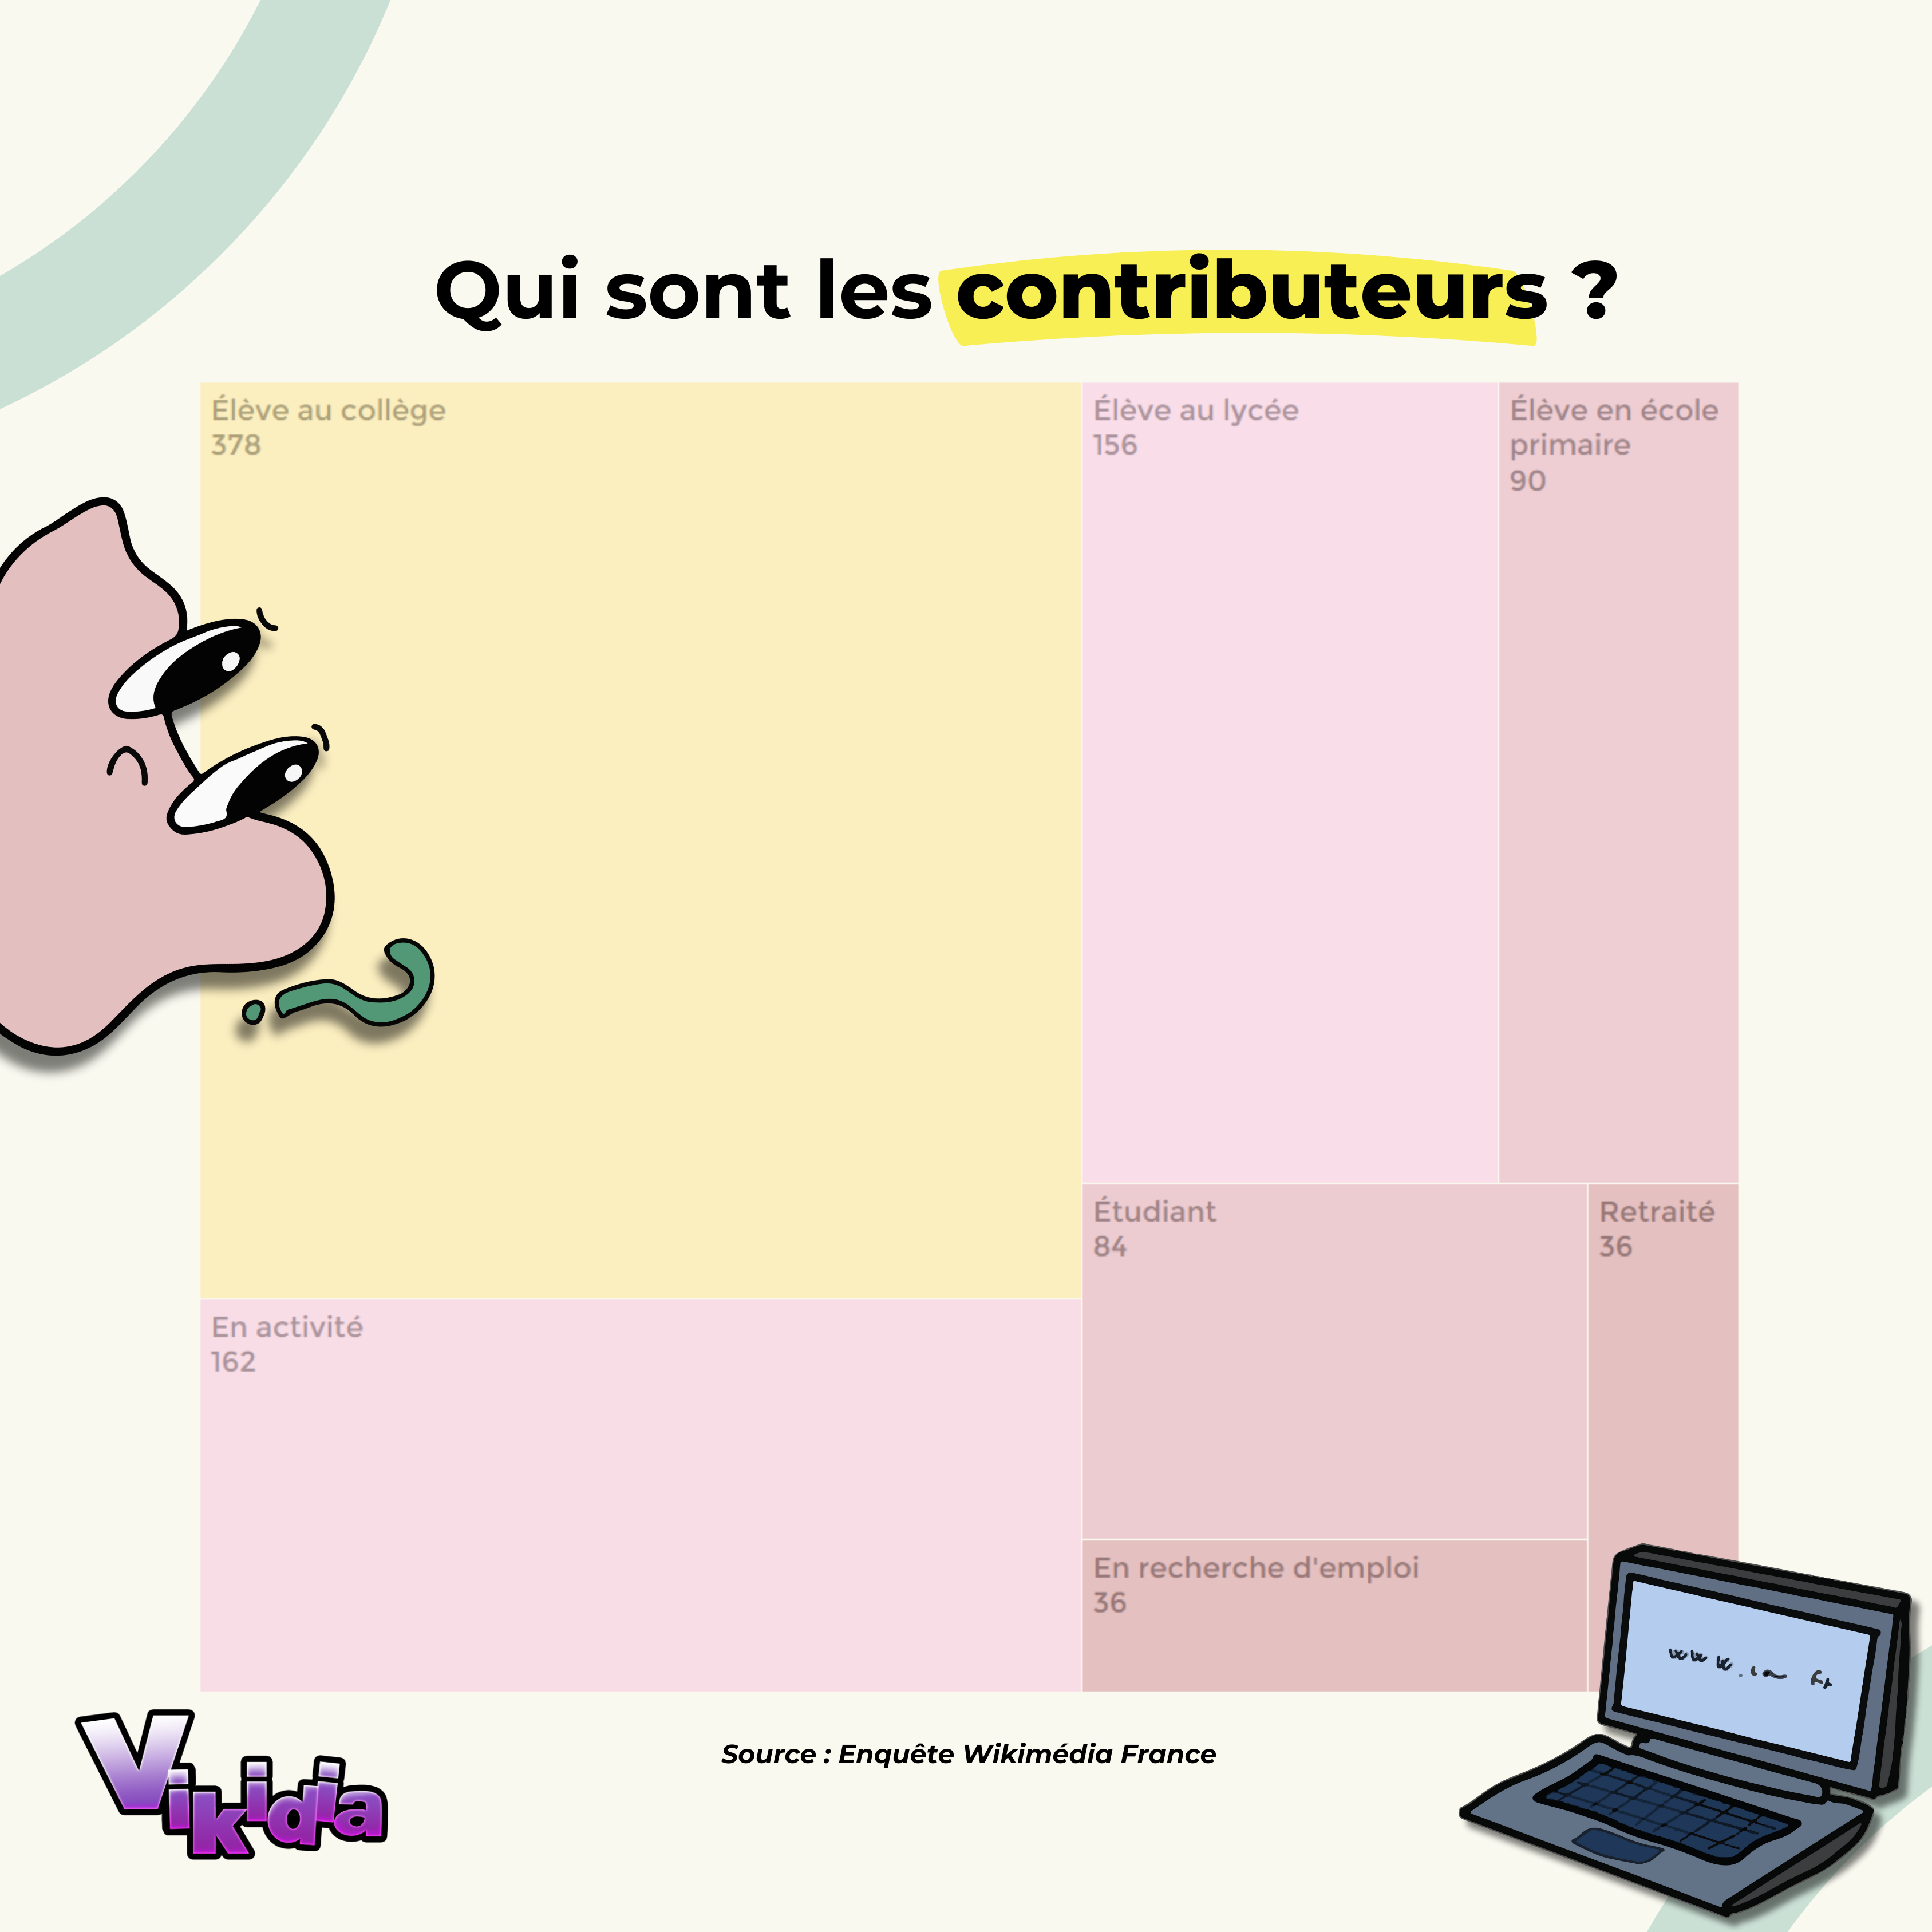 Qui sont les contributeurs ?
Élève au collège
378
Élève au lycée
156
Élève en école
primaire
90
En activité
162
Étudiant
84
Retraité
36
En recherche d'emploi
36
www.
Source : Enquête Wikimédia France
Vikidia